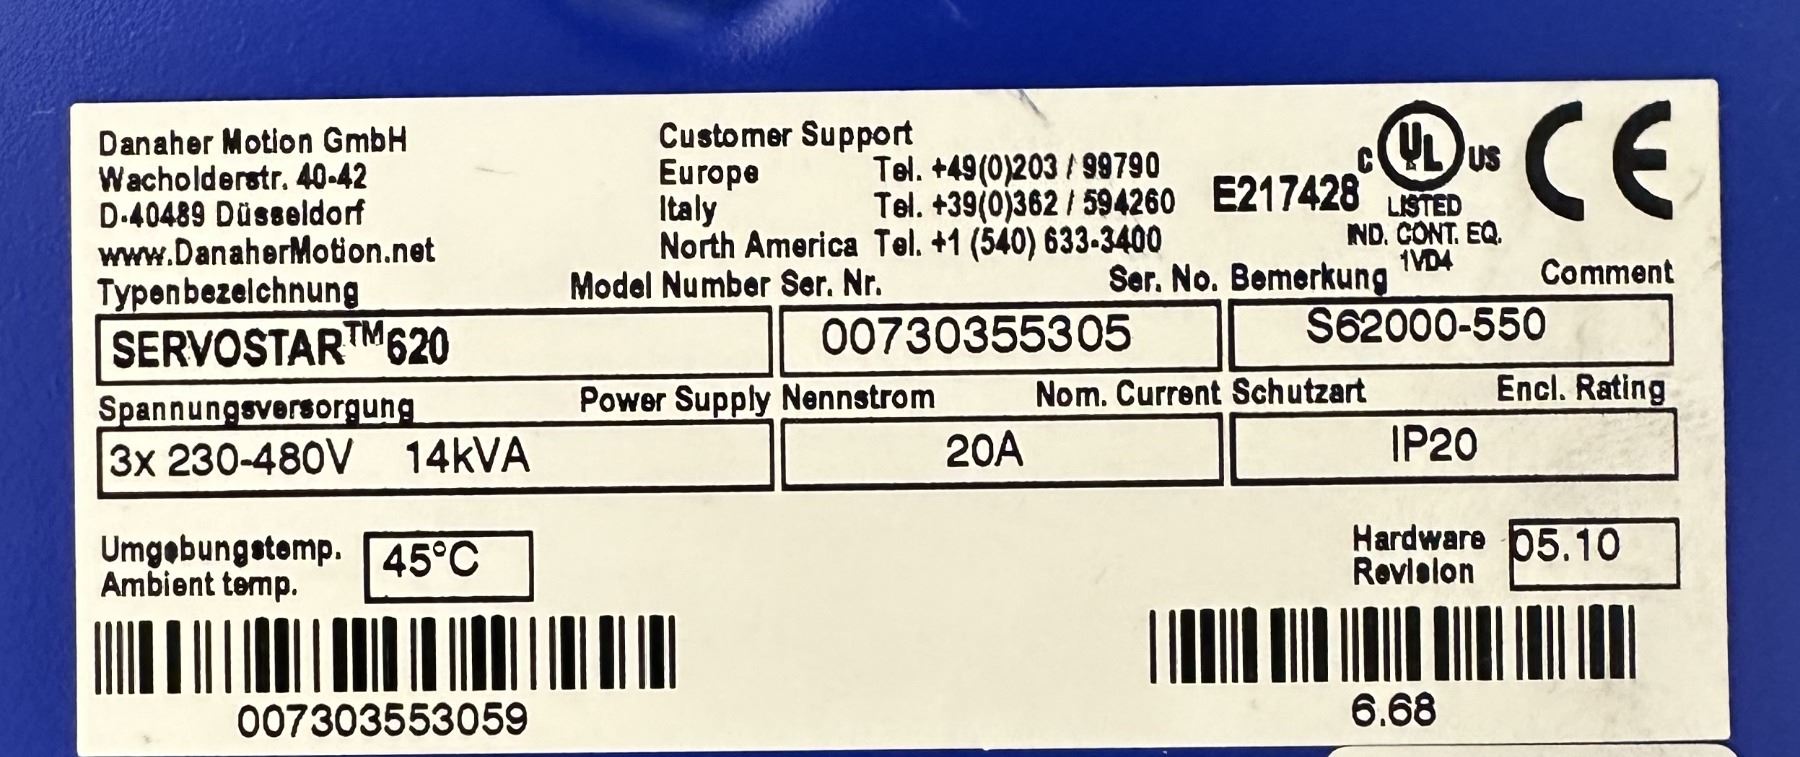 Danaher Motion GmbH
Wacholderstr. 40-42
D-40489 Düsseldorf
www.DanaherMotion.net
Customer Support
Europe Tel. +49(0)203 / 99790
Italy Tel. +39(0)362 / 594260
North America Tel. +1 (540) 633-3400
E217428
C UL US
LISTED
IND. CONT. EQ.
1VD4
CE
Typenbezeichnung Model Number Ser. Nr. Ser. No. Bemerkung Comment
SERVOSTAR™620 00730355305 S62000-550
Spannungsversorgung Power Supply Nennstrom Nom. Current Schutzart Encl. Rating
3x 230-480V 14kVA 20A IP20
Umgebungstemp.
Ambient temp.
45°C
Hardware
Revision
05.10
007303553059
6.68